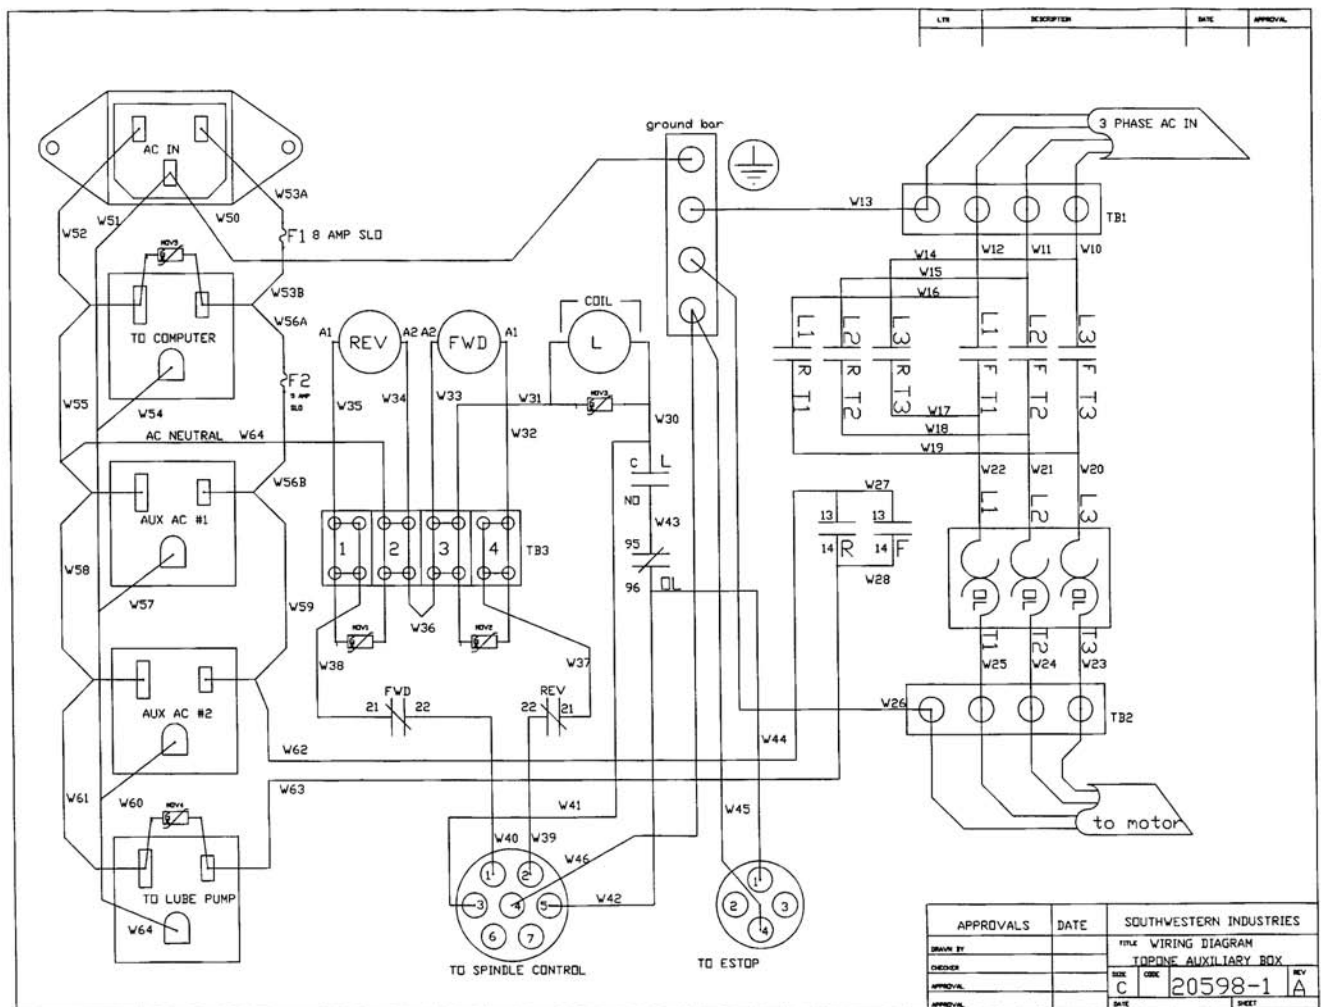 LTR DESCRIPTION DATE APPROVAL
ground bar
3 PHASE AC IN
AC IN
W53A
W52 W51 W50
F1 8 AMP SLO
W13
TB1
MOV5
W14 W12 W11 W10
W15
W16
W53B
W56A
TO COMPUTER
COIL
A1 REV A2 A2 FWD A1
L
L1 R T1
L2 R T2
L3 R T3
L1 F T1
L2 F T2
L3 F T3
F2
5 AMP
SLO
MOV3
W55 W54 W35 W34 W33 W31 W32 W30
W17
W18
W19
AC NEUTRAL W64
C L
NO
W22 W21 W20
W56B
W27
L1 L2 L3
AUX AC #1
1 2 3 4 TB3
W43
95
96 OL
13 13
14 R 14 F
W28
OL OL OL
W58
W57 W59
W36
MOV1 MOV2
W38 W37
T1 T2 T3
W25 W24 W23
FWD
21 22
REV
22 21
W26
TB2
AUX AC #2
W62
W44
W61 W60 W63
MOV4
W41 W45
to motor
W40 W39 W46
W42
TO LUBE PUMP
W64
1 2
3 4 5
6 7
TO SPINDLE CONTROL
1
2 3
4
TO ESTOP
APPROVALS DATE SOUTHWESTERN INDUSTRIES
DRAWN BY
TITLE WIRING DIAGRAM
TOPONE AUXILIARY BOX
CHECKER
SIZE C CODE 20598-1 REV A
APPROVAL
APPROVAL DATE SHEET